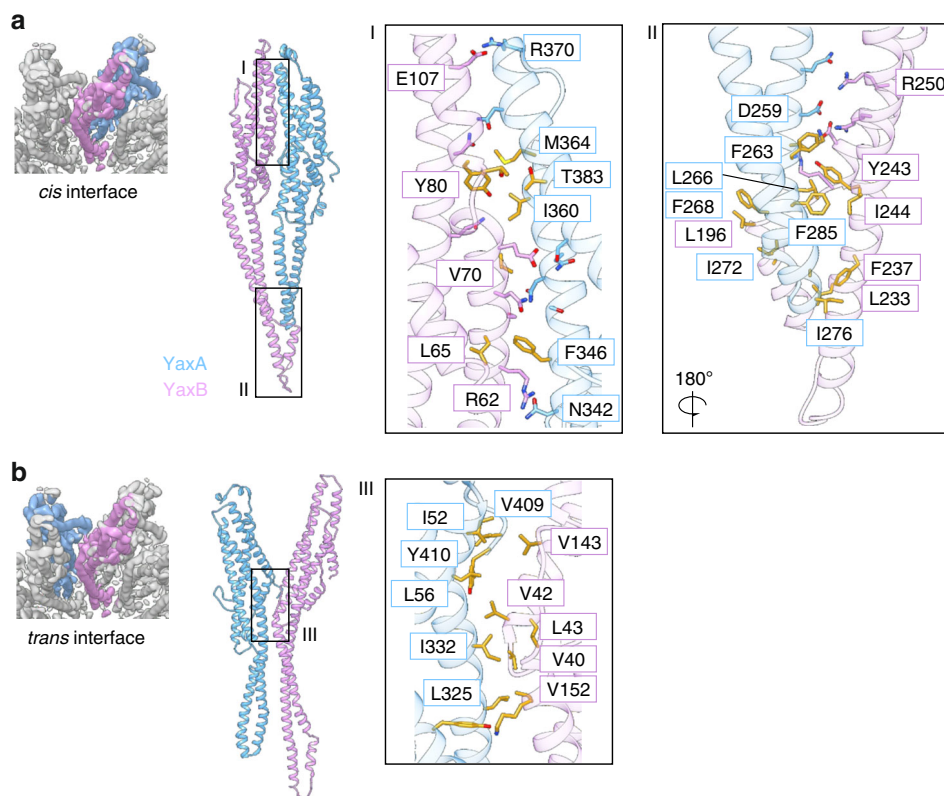 a
cis interface
I
II
YaxA
YaxB
I
R370
E107
M364
Y80
T383
I360
V70
L65
F346
R62
N342
II
R250
D259
F263
Y243
L266
F268
I244
L196
F285
I272
F237
L233
I276
180°
b
trans interface
III
III
V409
I52
V143
Y410
L56
V42
L43
I332
V40
L325
V152